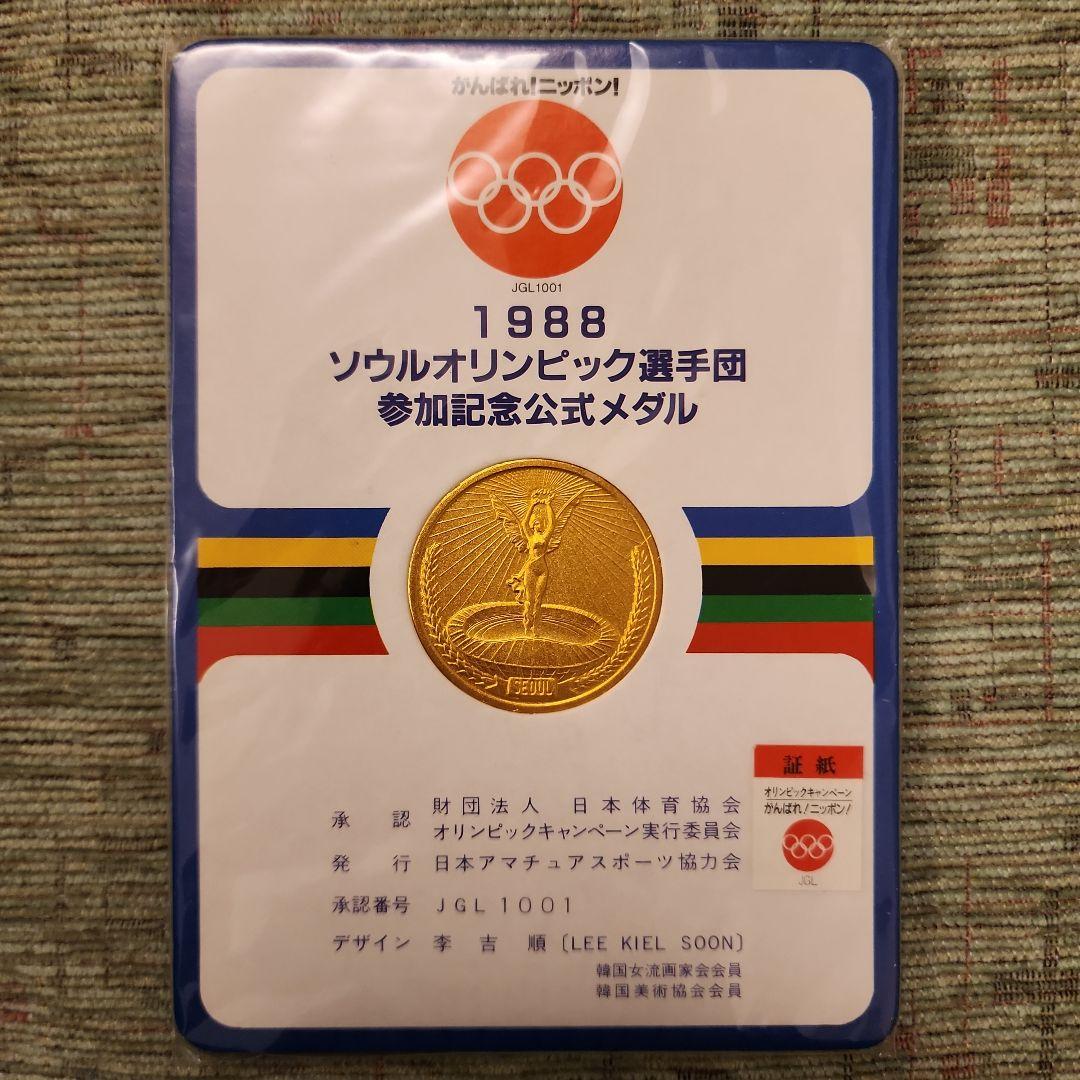 がんばれ!ニッポン!
JGL1001
1988
ソウルオリンピック選手団
参加記念公式メダル
SEOUL
証紙
オリンピックキャンペーン
がんばれ!ニッポン!
JGL
承認 財団法人 日本体育協会
オリンピックキャンペーン実行委員会
発行 日本アマチュアスポーツ協力会
承認番号 JGL1001
デザイン 李吉順〔LEE KIEL SOON〕
韓国女流画家会会員
韓国美術協会会員